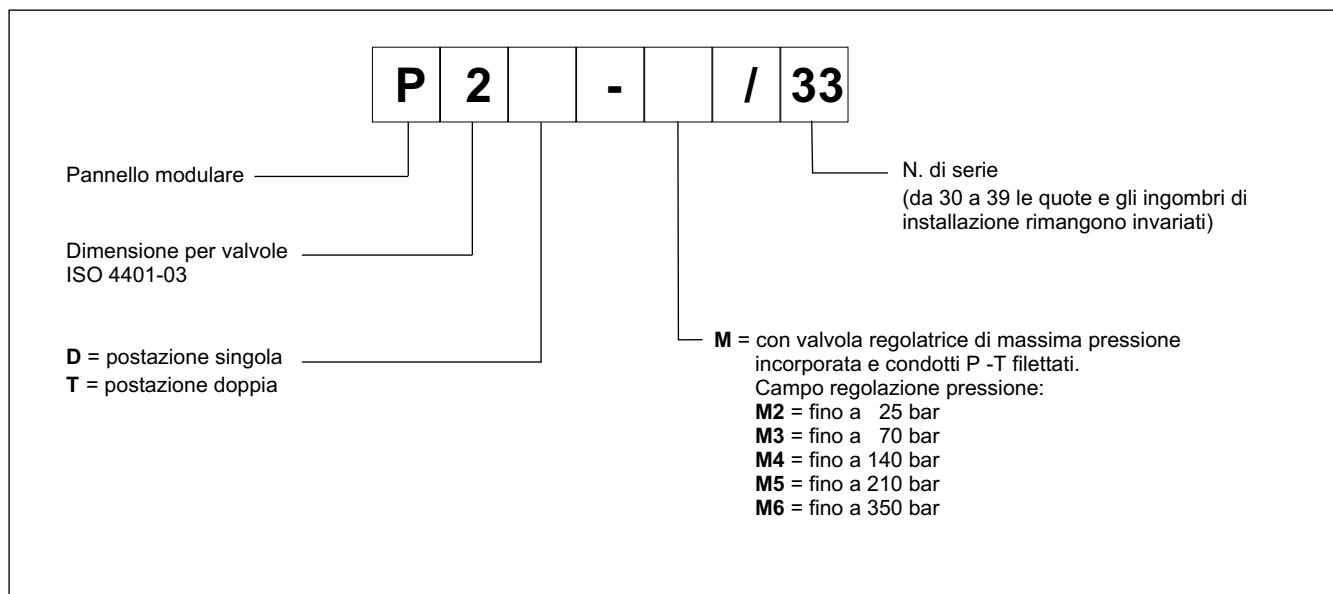 P 2 - / 33
Pannello modulare
Dimensione per valvole
ISO 4401-03
D = postazione singola
T = postazione doppia
N. di serie
(da 30 a 39 le quote e gli ingombri di
installazione rimangono invariati)
M = con valvola regolatrice di massima pressione
incorporata e condotti P -T filettati.
Campo regolazione pressione:
M2 = fino a 25 bar
M3 = fino a 70 bar
M4 = fino a 140 bar
M5 = fino a 210 bar
M6 = fino a 350 bar